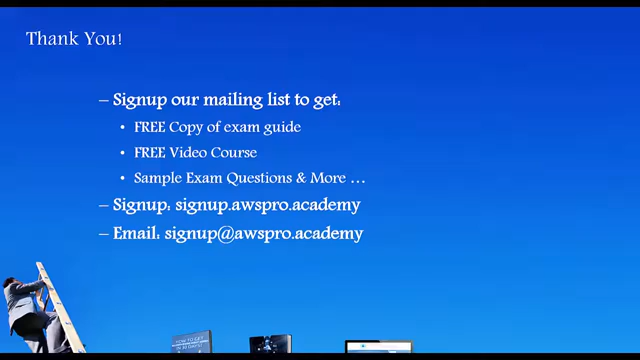 Thank You!
– Signup our mailing list to get:
• FREE Copy of exam guide
• FREE Video Course
• Sample Exam Questions & More ...
– Signup: signup.awspro.academy
– Email: signup@awspro.academy